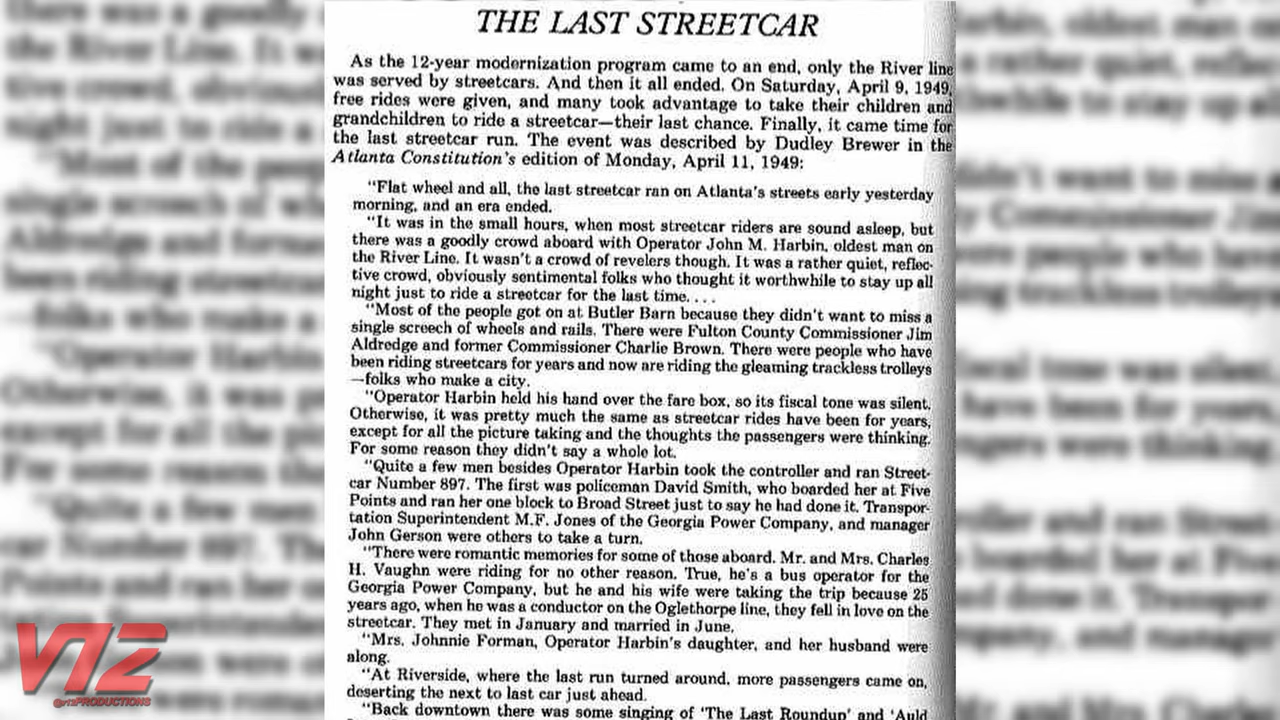 THE LAST STREETCAR
As the 12-year modernization program came to an end, only the River line
was served by streetcars. And then it all ended. On Saturday, April 9, 1949,
free rides were given, and many took advantage to take their children and
grandchildren to ride a streetcar—their last chance. Finally, it came time for
the last streetcar run. The event was described by Dudley Brewer in the
Atlanta Constitution's edition of Monday, April 11, 1949:
"Flat wheel and all, the last streetcar ran on Atlanta's streets early yesterday
morning, and an era ended.
"It was in the small hours, when most streetcar riders are sound asleep, but
there was a goodly crowd aboard with Operator John M. Harbin, oldest man on
the River Line. It wasn't a crowd of revelers though. It was a rather quiet, reflec-
tive crowd, obviously sentimental folks who thought it worthwhile to stay up all
night just to ride a streetcar for the last time. . . .
"Most of the people got on at Butler Barn because they didn't want to miss a
single screech of wheels and rails. There were Fulton County Commissioner Jim
Aldredge and former Commissioner Charlie Brown. There were people who have
been riding streetcars for years and now are riding the gleaming trackless trolleys
—folks who make a city.
"Operator Harbin held his hand over the fare box, so its fiscal tone was silent.
Otherwise, it was pretty much the same as streetcar rides have been for years,
except for all the picture taking and the thoughts the passengers were thinking.
For some reason they didn't say a whole lot.
"Quite a few men besides Operator Harbin took the controller and ran Street-
car Number 897. The first was policeman David Smith, who boarded her at Five
Points and ran her one block to Broad Street just to say he had done it. Transpor-
tation Superintendent M.F. Jones of the Georgia Power Company, and manager
John Gerson were others to take a turn.
"There were romantic memories for some of those aboard. Mr. and Mrs. Charles
H. Vaughn were riding for no other reason. True, he's a bus operator for the
Georgia Power Company, but he and his wife were taking the trip because 25
years ago, when he was a conductor on the Oglethorpe line, they fell in love on the
streetcar. They met in January and married in June.
"Mrs. Johnnie Forman, Operator Harbin's daughter, and her husband were
along.
"At Riverside, where the last run turned around, more passengers came on,
deserting the next to last car just ahead.
"Back downtown there was some singing of 'The Last Roundup' and 'Auld
V12
@v12PRODUCTIONS